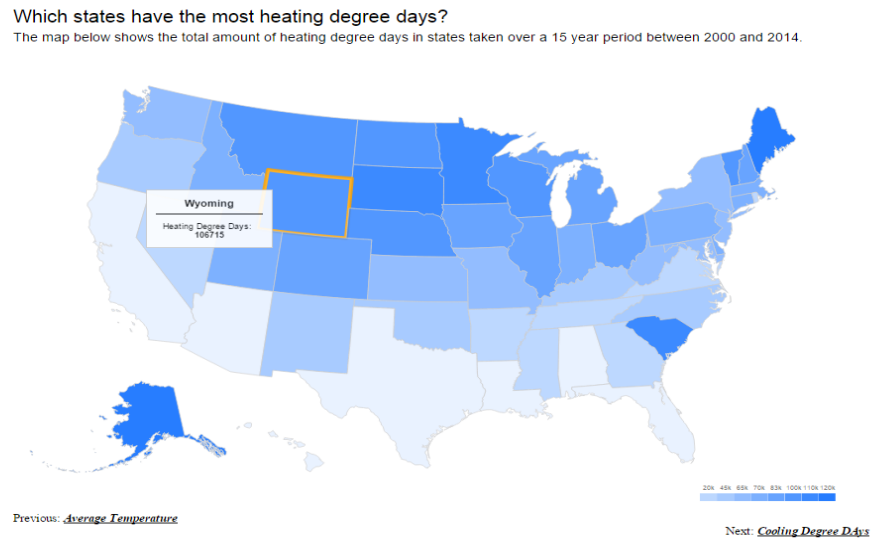 Which states have the most heating degree days?
The map below shows the total amount of heating degree days in states taken over a 15 year period between 2000 and 2014.
Wyoming
Heating Degree Days:
106715
20k 45k 65k 70k 83k 100k 110k 120k
Previous: Average Temperature
Next: Cooling Degree DAys